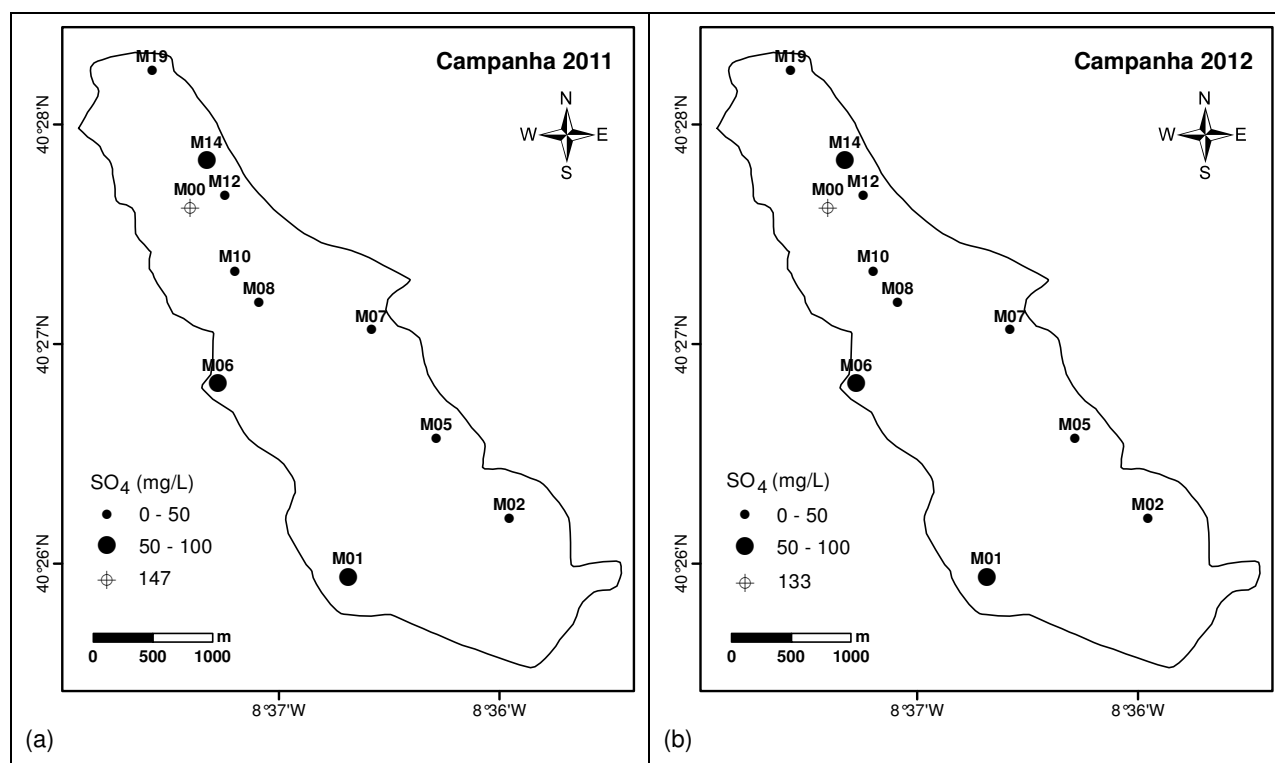 Campanha 2011
N
W E
S
M19
M14
M12
M00
M10
M08
M07
M06
M05
M02
M01
40°28'N
40°27'N
40°26'N
SO4 (mg/L)
0 - 50
50 - 100
147
m
0 500 1000
8°37'W 8°36'W
(a)
Campanha 2012
N
W E
S
M19
M14
M12
M00
M10
M08
M07
M06
M05
M02
M01
40°28'N
40°27'N
40°26'N
SO4 (mg/L)
0 - 50
50 - 100
133
m
0 500 1000
8°37'W 8°36'W
(b)